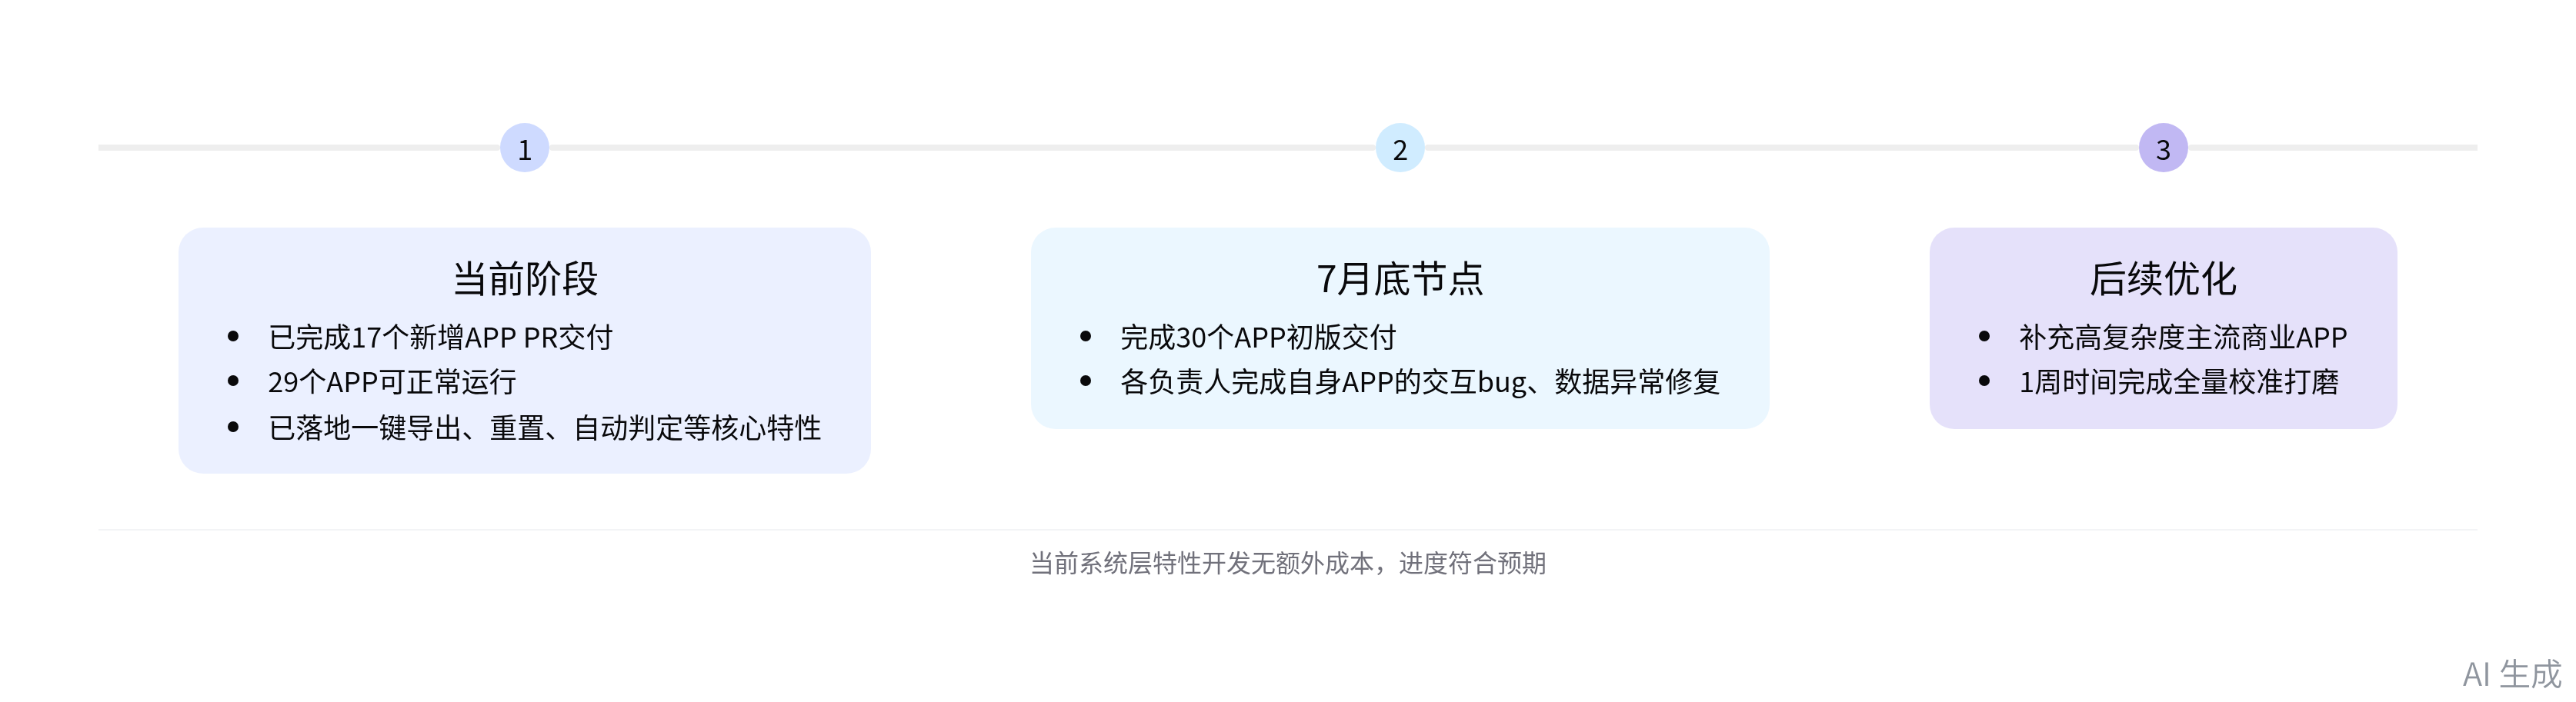 1
2
3
当前阶段
• 已完成17个新增APP PR交付
• 29个APP可正常运行
• 已落地一键导出、重置、自动判定等核心特性
7月底节点
• 完成30个APP初版交付
• 各负责人完成自身APP的交互bug、数据异常修复
后续优化
• 补充高复杂度主流商业APP
• 1周时间完成全量校准打磨
当前系统层特性开发无额外成本，进度符合预期
AI 生成